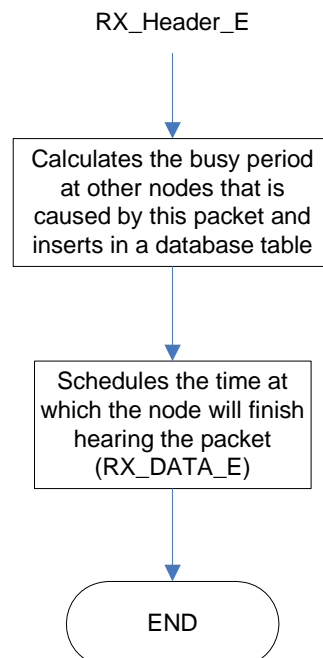 RX_Header_E
Calculates the busy period
at other nodes that is
caused by this packet and
inserts in a database table
Schedules the time at
which the node will finish
hearing the packet
(RX_DATA_E)
END